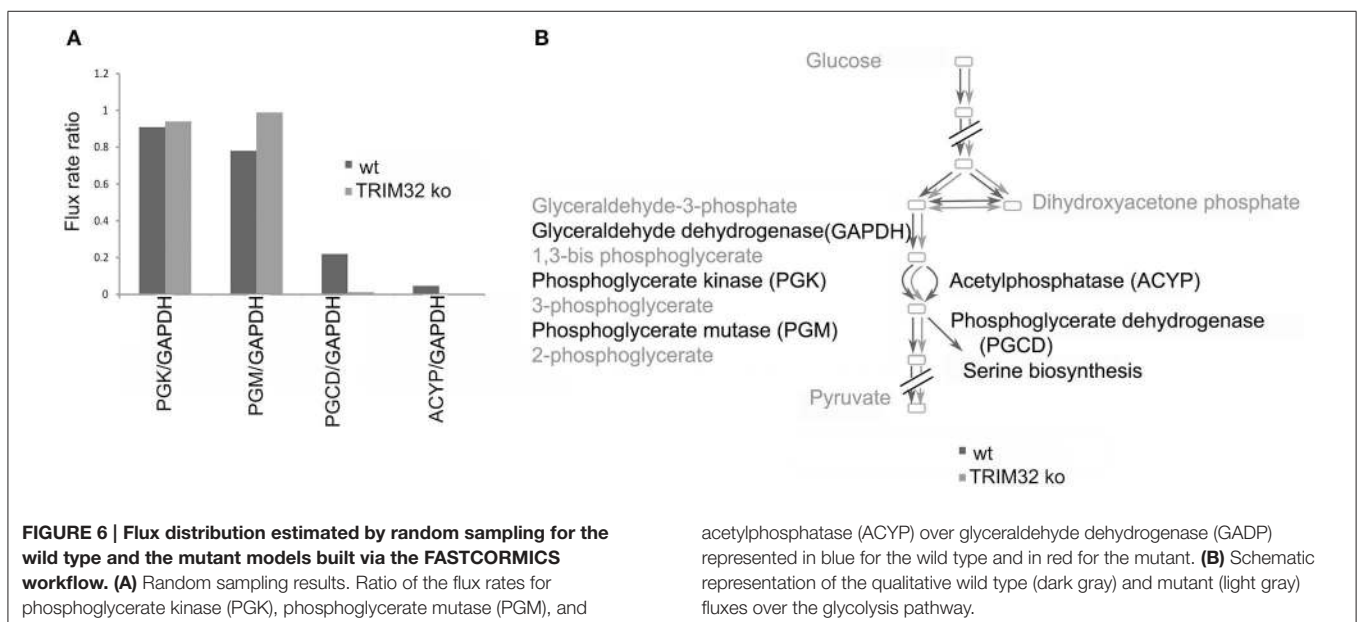 A
1.2
1
0.8
0.6
0.4
0.2
0
Flux rate ratio
wt
TRIM32 ko
PGK/GAPDH
PGM/GAPDH
PGCD/GAPDH
ACYP/GAPDH
B
Glucose
Glyceraldehyde-3-phosphate
Dihydroxyacetone phosphate
Glyceraldehyde dehydrogenase(GAPDH)
1,3-bis phosphoglycerate
Phosphoglycerate kinase (PGK)
Acetylphosphatase (ACYP)
3-phosphoglycerate
Phosphoglycerate mutase (PGM)
Phosphoglycerate dehydrogenase
(PGCD)
2-phosphoglycerate
Serine biosynthesis
Pyruvate
wt
TRIM32 ko
FIGURE 6 | Flux distribution estimated by random sampling for the
wild type and the mutant models built via the FASTCORMICS
workflow. (A) Random sampling results. Ratio of the flux rates for
phosphoglycerate kinase (PGK), phosphoglycerate mutase (PGM), and
acetylphosphatase (ACYP) over glyceraldehyde dehydrogenase (GADP)
represented in blue for the wild type and in red for the mutant. (B) Schematic
representation of the qualitative wild type (dark gray) and mutant (light gray)
fluxes over the glycolysis pathway.